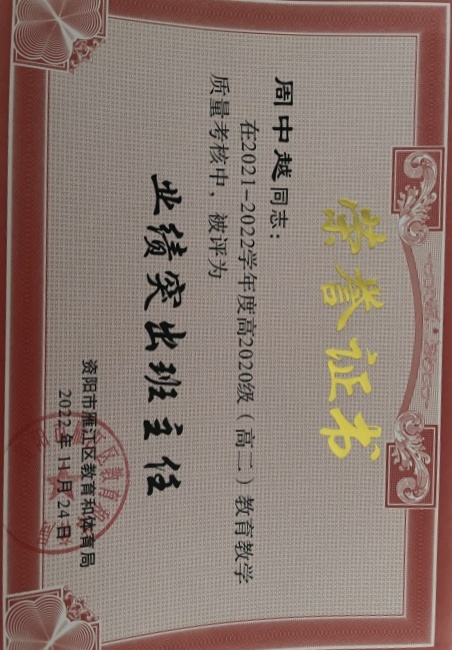 荣誉证书
周中越同志：
在2021-2022学年度高2020级（高二）教育教学
质量考核中，被评为
业绩突出班主任
资阳市雁江区教育和体育局
2022年11月24日